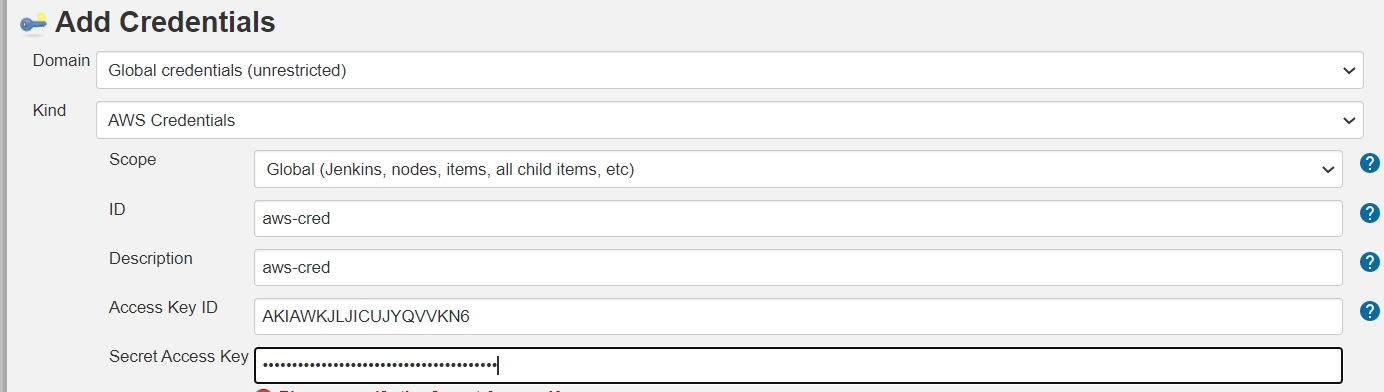 Add Credentials
Domain
Global credentials (unrestricted)
Kind
AWS Credentials
Scope
Global (Jenkins, nodes, items, all child items, etc)
ID
aws-cred
Description
aws-cred
Access Key ID
AKIAWKJLJICUJYQVVKN6
Secret Access Key
••••••••••••••••••••••••••••••••••••••••